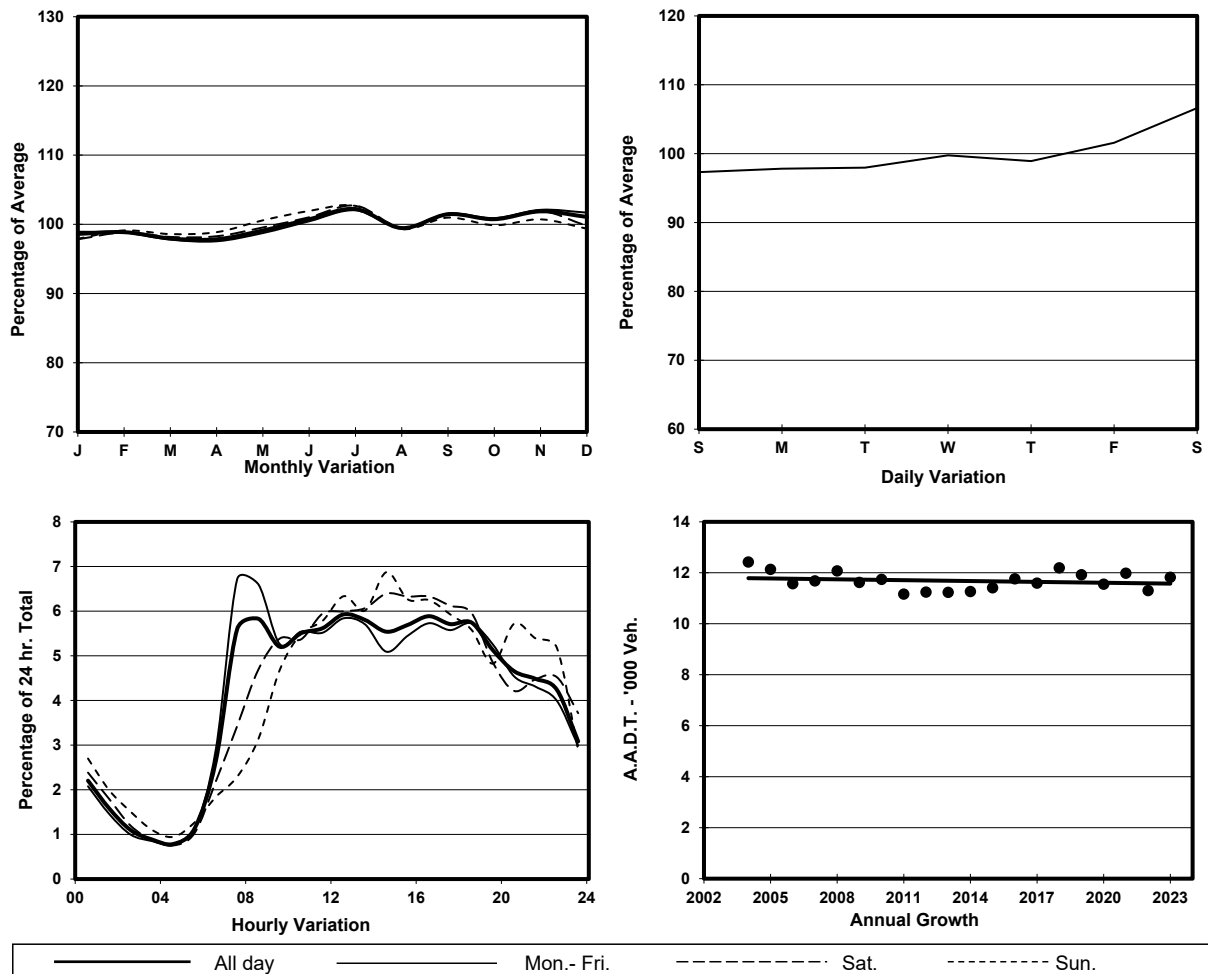 130
120
110
100
90
80
70
Percentage of Average
J F M A M J J A S O N D
Monthly Variation
120
110
100
90
80
70
60
Percentage of Average
S M T W T F S
Daily Variation
8
7
6
5
4
3
2
1
0
Percentage of 24 hr. Total
00 04 08 12 16 20 24
Hourly Variation
14
12
10
8
6
4
2
0
A.A.D.T. - '000 Veh.
2002 2005 2008 2011 2014 2017 2020 2023
Annual Growth
All day Mon.- Fri. Sat. Sun.